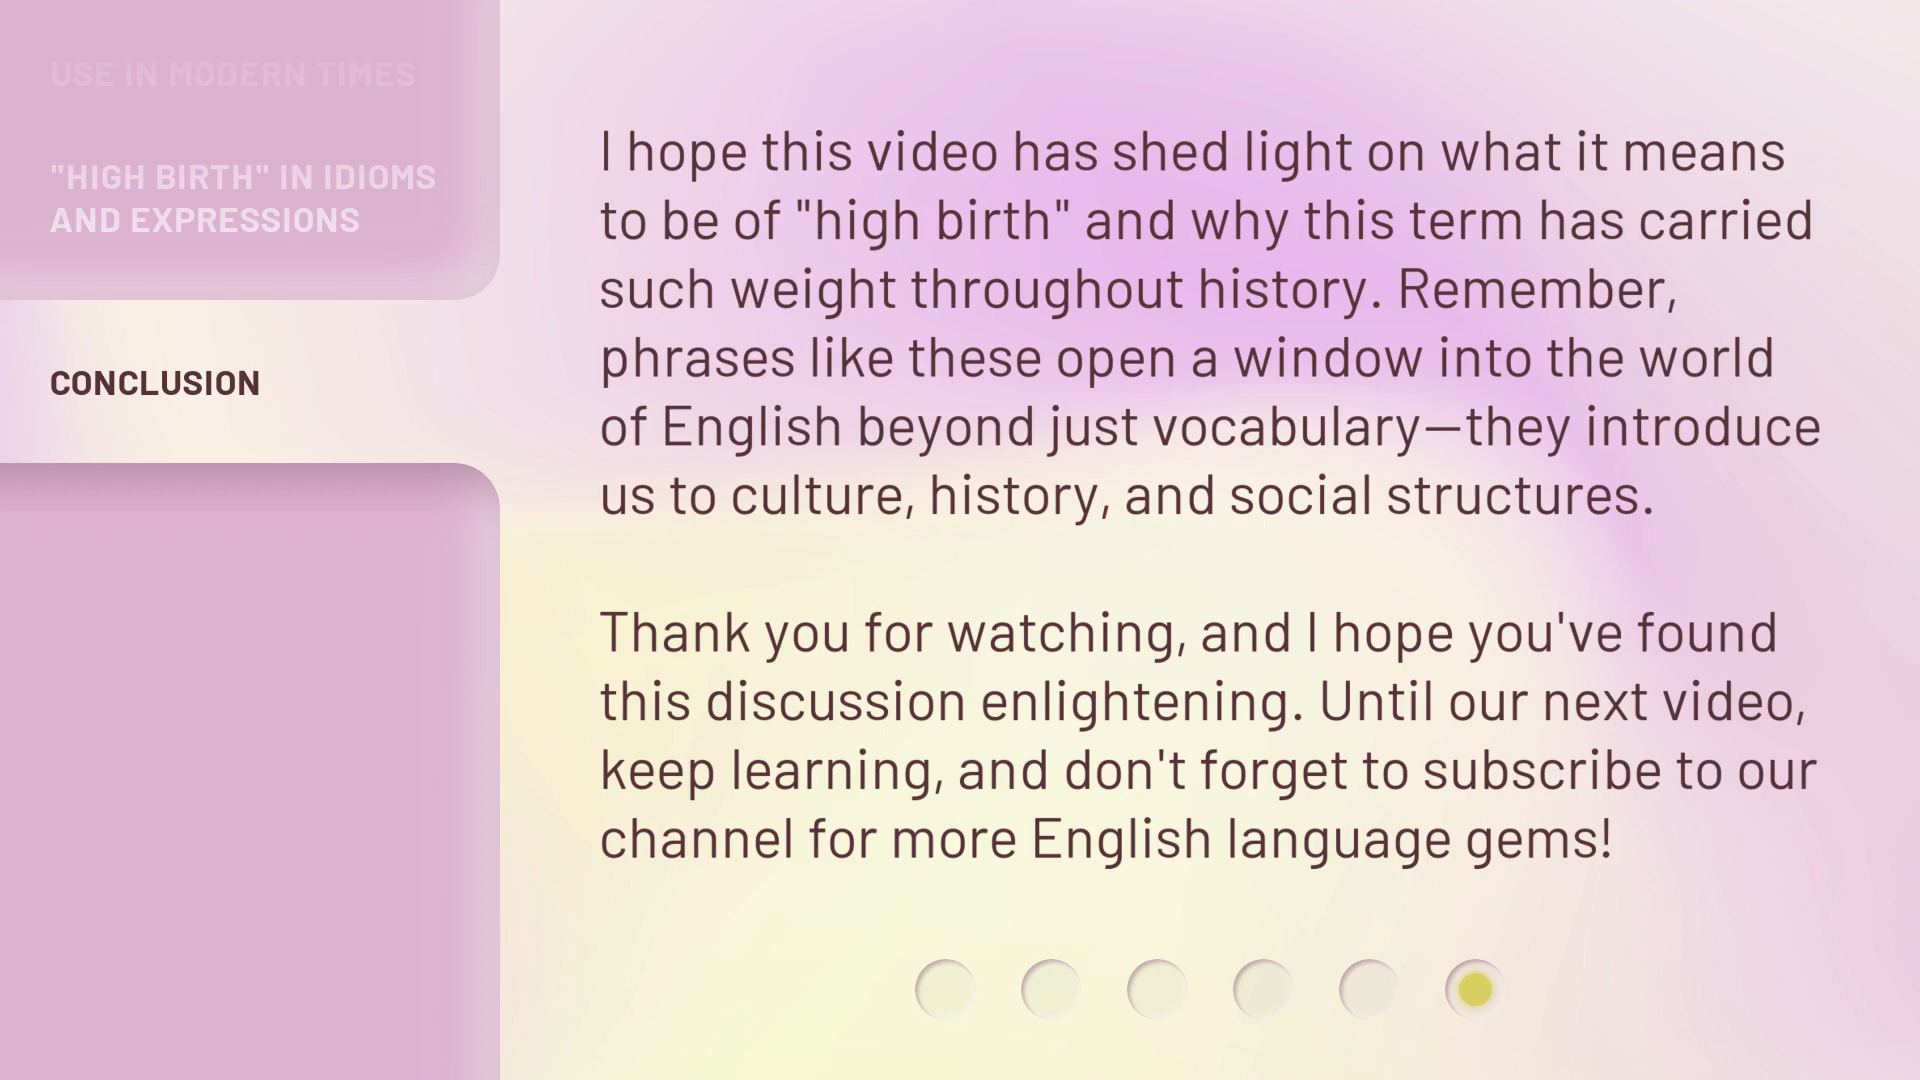 USE IN MODERN TIMES
"HIGH BIRTH" IN IDIOMS
AND EXPRESSIONS
CONCLUSION
I hope this video has shed light on what it means
to be of "high birth" and why this term has carried
such weight throughout history. Remember,
phrases like these open a window into the world
of English beyond just vocabulary—they introduce
us to culture, history, and social structures.
Thank you for watching, and I hope you've found
this discussion enlightening. Until our next video,
keep learning, and don't forget to subscribe to our
channel for more English language gems!